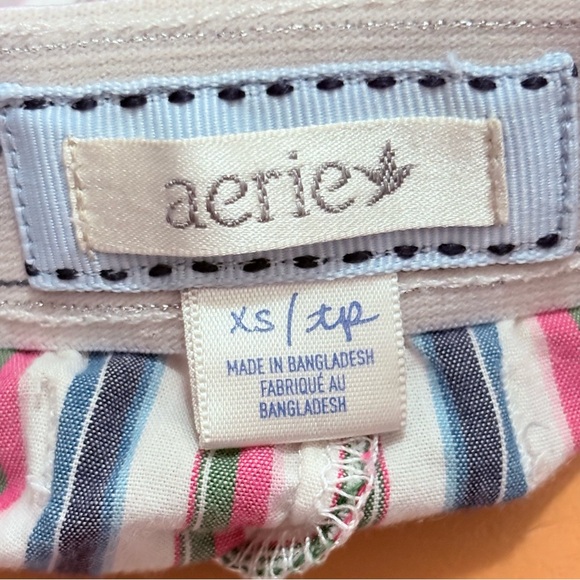 aerie
xs/tp
MADE IN BANGLADESH
FABRIQUÉ AU
BANGLADESH